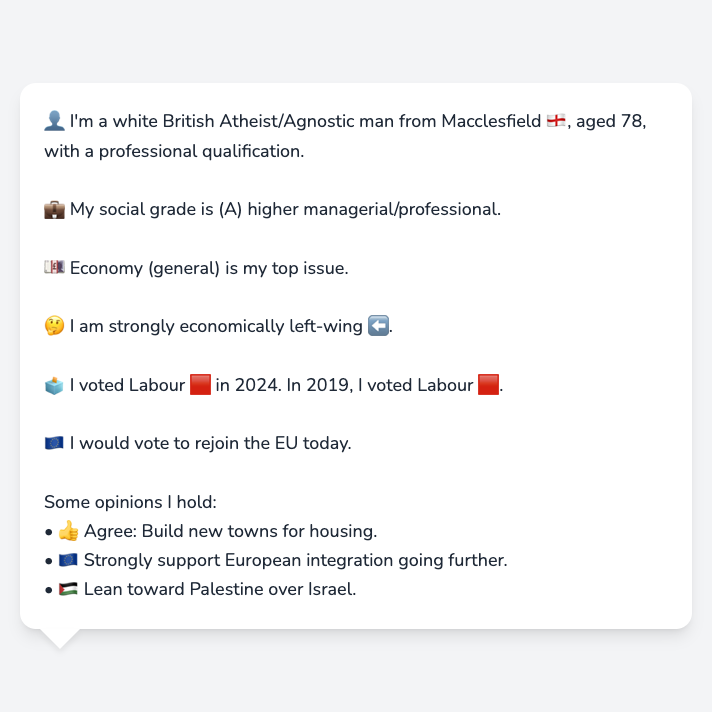 👤 I'm a white British Atheist/Agnostic man from Macclesfield 🏴󠁧󠁢󠁥󠁮󠁧󠁿, aged 78,
with a professional qualification.
💼 My social grade is (A) higher managerial/professional.
💷 Economy (general) is my top issue.
🤔 I am strongly economically left-wing ⬅️.
🗳️ I voted Labour 🟥 in 2024. In 2019, I voted Labour 🟥.
🇪🇺 I would vote to rejoin the EU today.
Some opinions I hold:
• 👍 Agree: Build new towns for housing.
• 🇪🇺 Strongly support European integration going further.
• 🇵🇸 Lean toward Palestine over Israel.